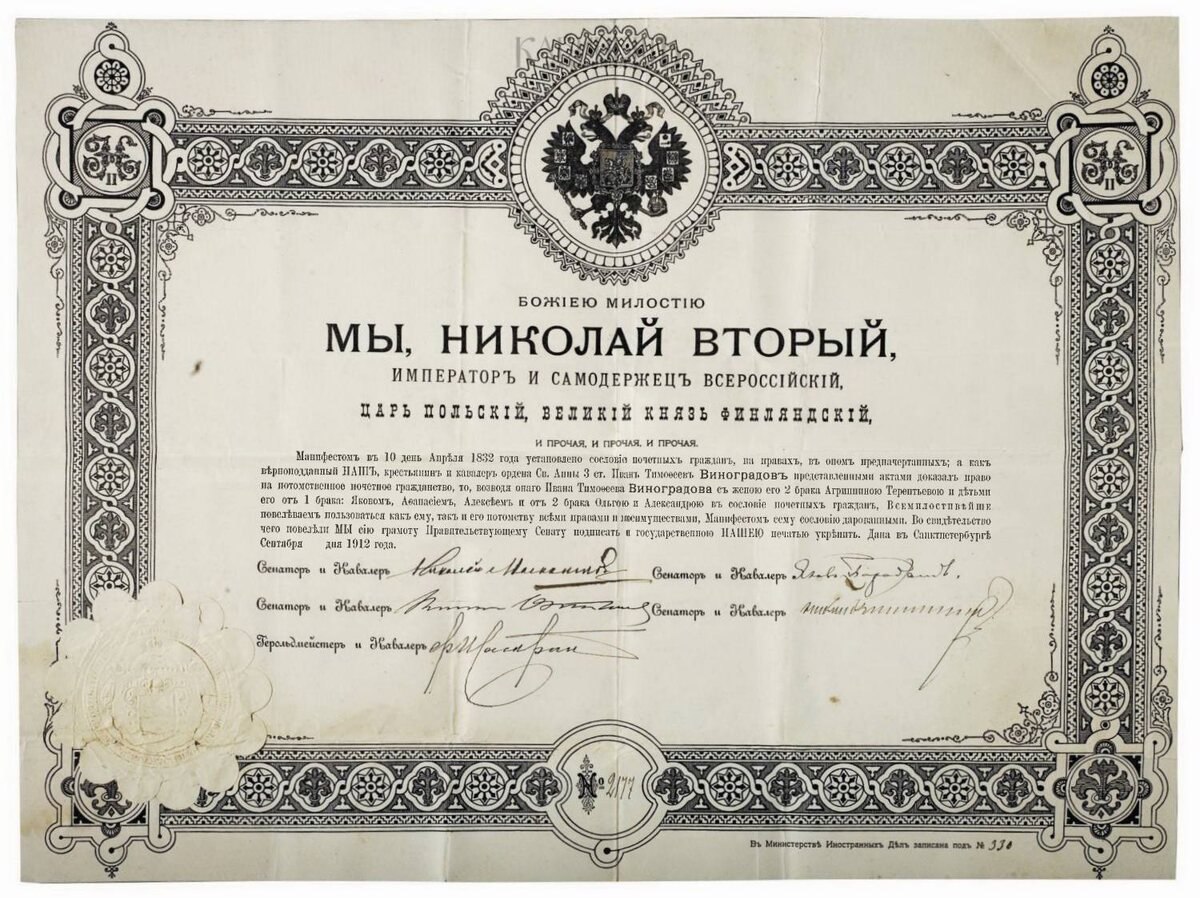 БОЖІЕЮ МИЛОСТІЮ
МЫ, НИКОЛАЙ ВТОРЫЙ,
ИМПЕРАТОРЪ И САМОДЕРЖЕЦЪ ВСЕРОССІЙСКІЙ,
ЦАРЬ ПОЛЬСКІЙ, ВЕЛИКІЙ КНЯЗЬ ФИНЛЯНДСКІЙ,
И ПРОЧАЯ, И ПРОЧАЯ, И ПРОЧАЯ.
Манифестомъ въ 10 день Апрѣля 1832 года установлено сословіе почетныхъ гражданъ, на правахъ, въ ономъ предначертанныхъ; а какъ
вѣрноподданный НАШЪ, крестьянинъ и кавалеръ ордена Св. Анны 3 ст. Иванъ Тимоѳеевъ Виноградовъ представленными актами доказалъ право
на потомственное почетное гражданство, то, возводя онаго Ивана Тимоѳеева Виноградова съ женою его 2 брака Агриппиною Терентьевою и дѣтьми
его отъ 1 брака: Яковомъ, Аѳанасіемъ, Алексѣемъ и отъ 2 брака Ольгою и Александрою въ сословіе почетныхъ гражданъ, Всемилостивѣйше
повелѣваемъ пользоваться какъ ему, такъ и его потомству всѣми правами и преимуществами, Манифестомъ сему сословію дарованными. Во свидѣтельство
чего повелѣли МЫ сію грамоту Правительствующему Сенату подписать и государственною НАШЕЮ печатью укрѣпить. Дана въ Санктпетербургѣ
Сентября дня 1912 года.
Сенаторъ и Кавалеръ Николай Сенаторъ и Кавалеръ
Сенаторъ и Кавалеръ Сенаторъ и Кавалеръ
Герольдмейстеръ и Кавалеръ
№ 2177
Въ Министерствѣ Иностранныхъ Дѣлъ записана подъ № 330